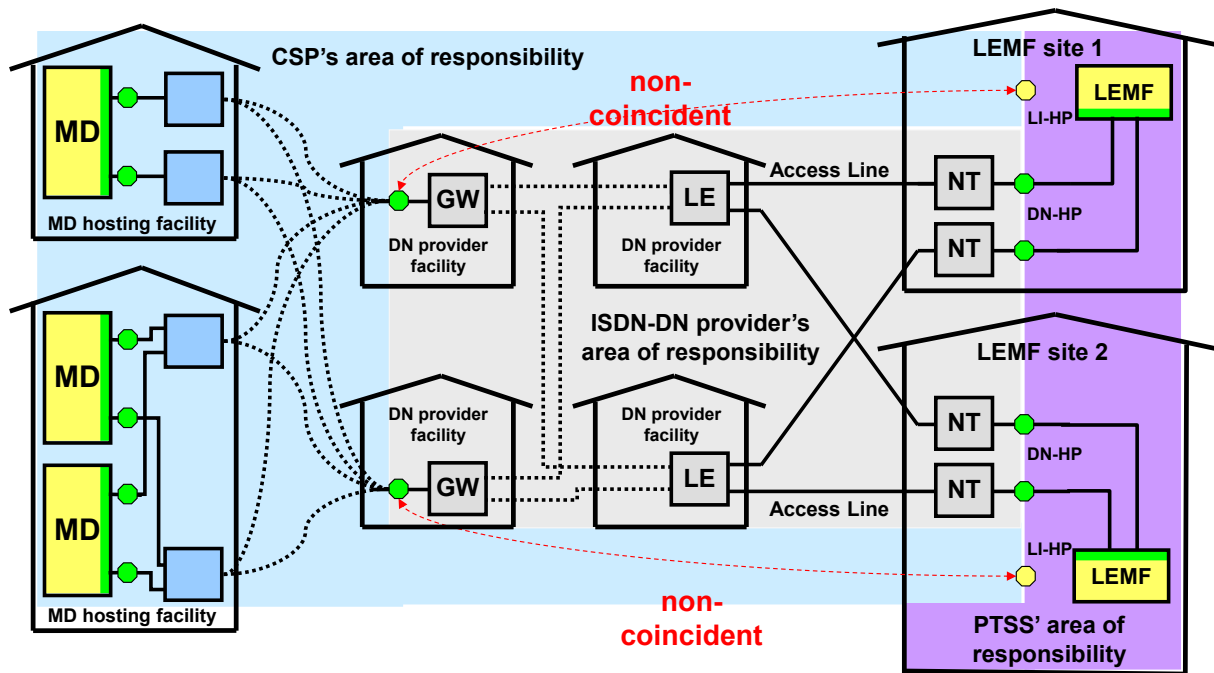 CSP's area of responsibility
MD
MD hosting facility
MD
MD
MD hosting facility
non-
coincident
GW
DN provider
facility
LE
DN provider
facility
Access Line
ISDN-DN provider's
area of responsibility
DN provider
facility
GW
DN provider
facility
LE
Access Line
non-
coincident
LEMF site 1
LEMF
LI-HP
NT
DN-HP
NT
LEMF site 2
NT
DN-HP
NT
LI-HP
LEMF
PTSS' area of
responsibility